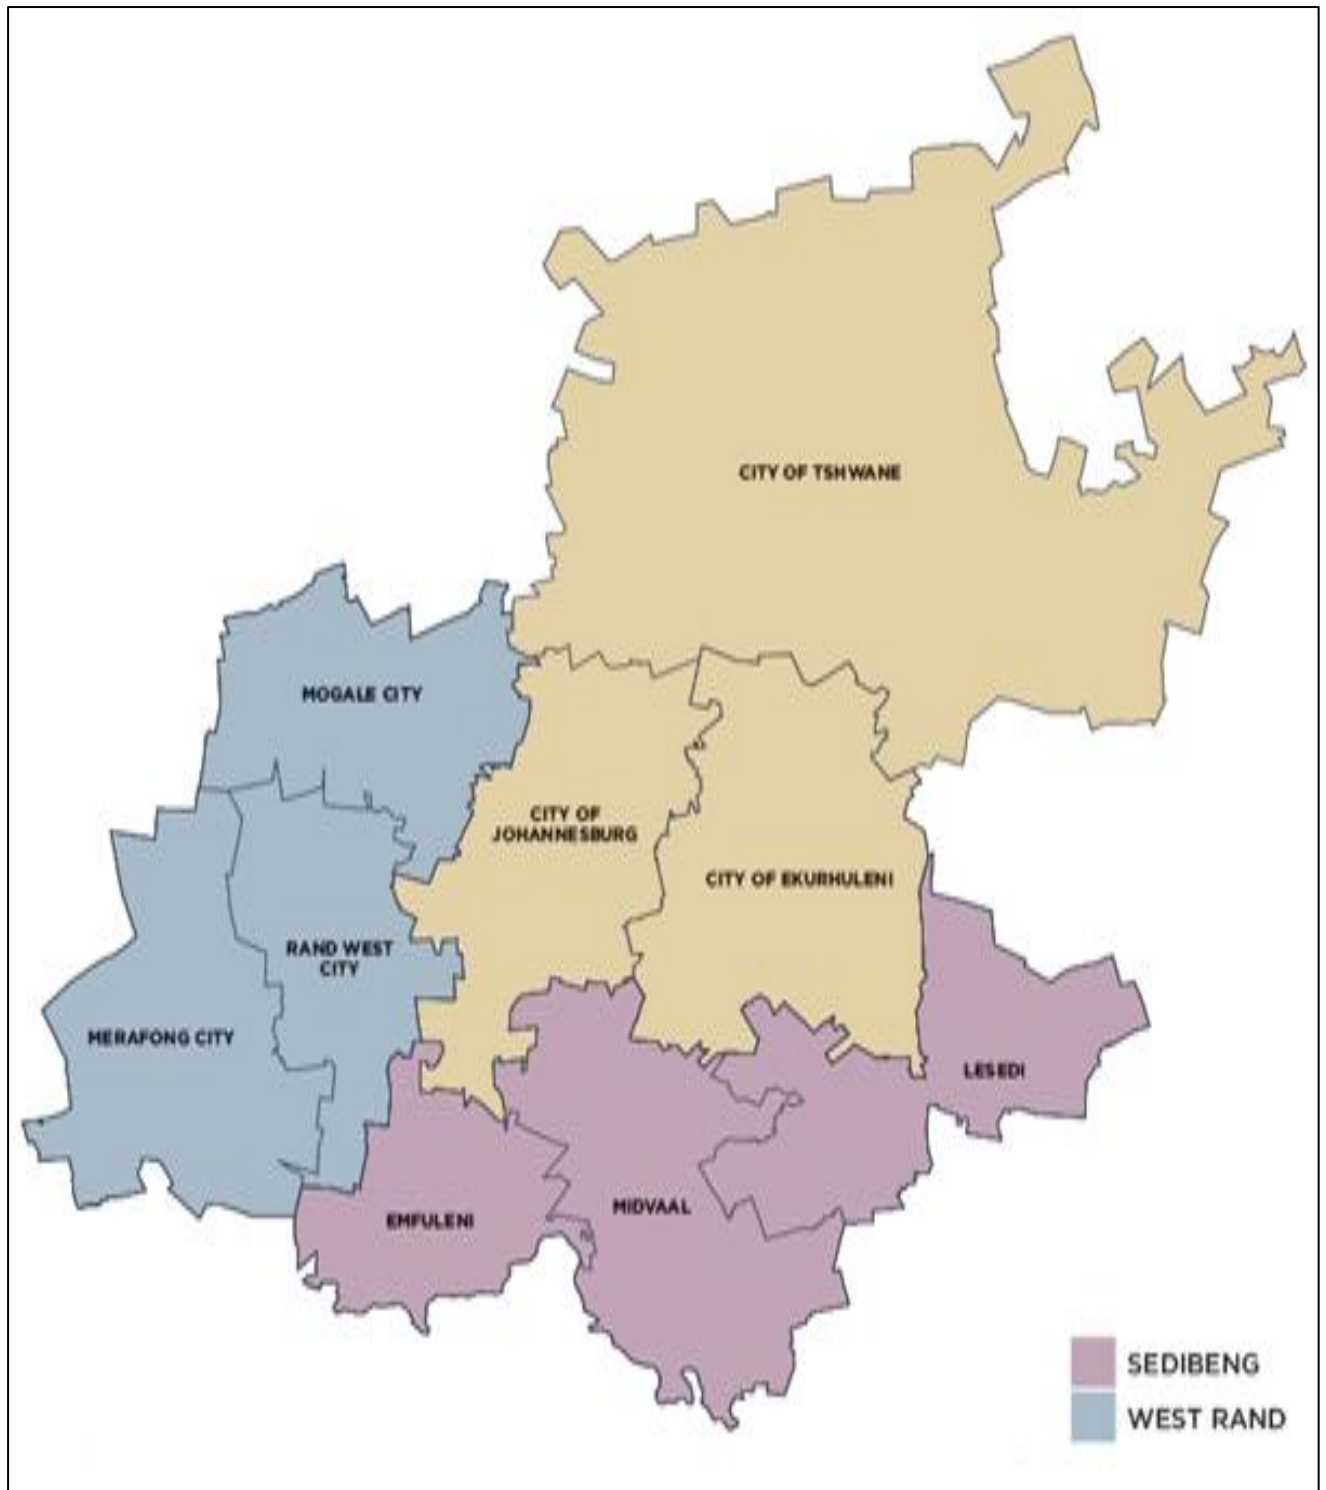 CITY OF TSHWANE
MOGALE CITY
CITY OF
JOHANNESBURG
CITY OF EKURHULENI
RAND WEST
CITY
MERAFONG CITY
LESEDI
MIDVAAL
EMFULENI
SEDIBENG
WEST RAND